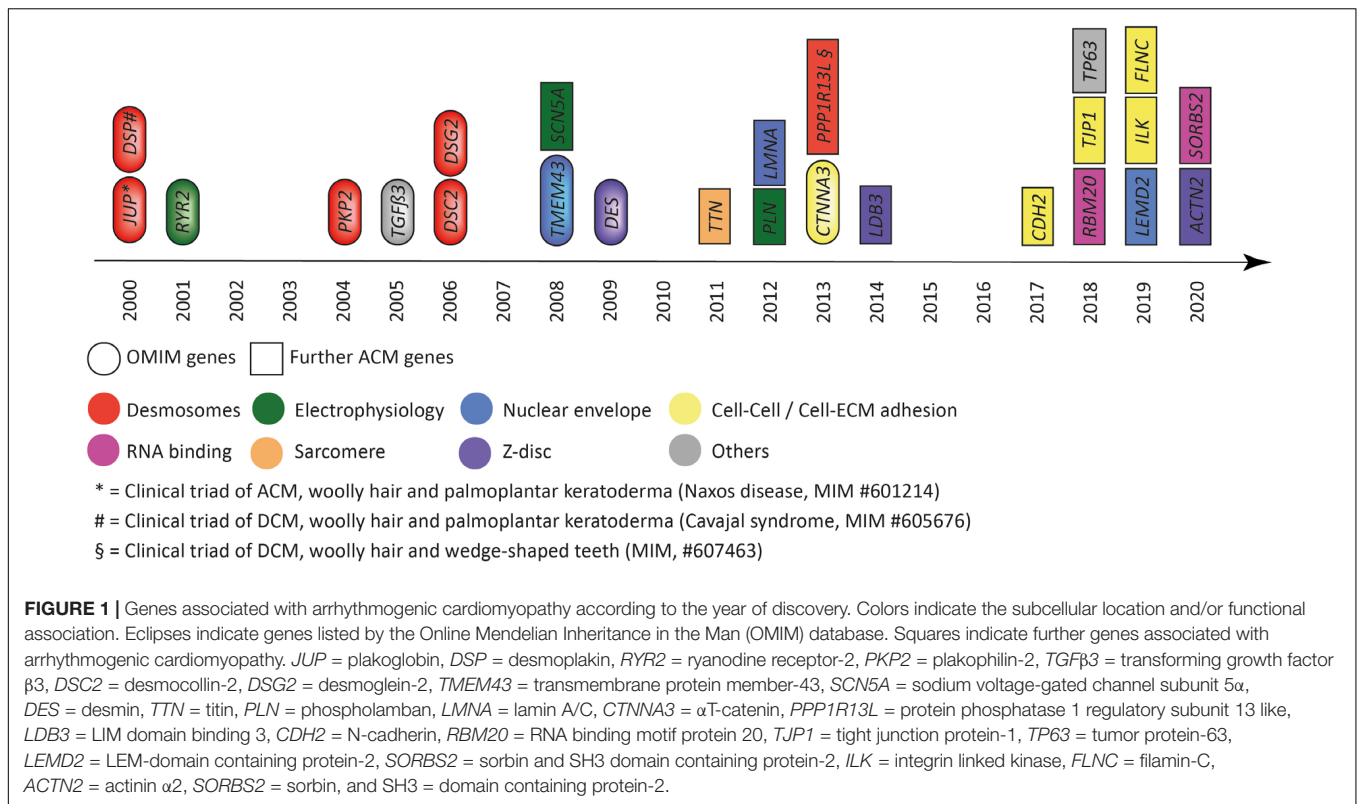 DSP#
JUP*
RYR2
PKP2
TGFβ3
DSG2
DSC2
SCN5A
TMEM43
DES
TTN
LMNA
PLN
PPP1R13L §
CTNNA3
LDB3
CDH2
TP63
TJP1
RBM20
FLNC
ILK
LEMD2
SORBS2
ACTN2
2000 2001 2002 2003 2004 2005 2006 2007 2008 2009 2010 2011 2012 2013 2014 2015 2016 2017 2018 2019 2020
OMIM genes Further ACM genes
Desmosomes Electrophysiology Nuclear envelope Cell-Cell / Cell-ECM adhesion
RNA binding Sarcomere Z-disc Others
* = Clinical triad of ACM, woolly hair and palmoplantar keratoderma (Naxos disease, MIM #601214)
# = Clinical triad of DCM, woolly hair and palmoplantar keratoderma (Cavajal syndrome, MIM #605676)
§ = Clinical triad of DCM, woolly hair and wedge-shaped teeth (MIM, #607463)
FIGURE 1 | Genes associated with arrhythmogenic cardiomyopathy according to the year of discovery. Colors indicate the subcellular location and/or functional
association. Eclipses indicate genes listed by the Online Mendelian Inheritance in the Man (OMIM) database. Squares indicate further genes associated with
arrhythmogenic cardiomyopathy. JUP = plakoglobin, DSP = desmoplakin, RYR2 = ryanodine receptor-2, PKP2 = plakophilin-2, TGFβ3 = transforming growth factor
β3, DSC2 = desmocollin-2, DSG2 = desmoglein-2, TMEM43 = transmembrane protein member-43, SCN5A = sodium voltage-gated channel subunit 5α,
DES = desmin, TTN = titin, PLN = phospholamban, LMNA = lamin A/C, CTNNA3 = αT-catenin, PPP1R13L = protein phosphatase 1 regulatory subunit 13 like,
LDB3 = LIM domain binding 3, CDH2 = N-cadherin, RBM20 = RNA binding motif protein 20, TJP1 = tight junction protein-1, TP63 = tumor protein-63,
LEMD2 = LEM-domain containing protein-2, SORBS2 = sorbin and SH3 domain containing protein-2, ILK = integrin linked kinase, FLNC = filamin-C,
ACTN2 = actinin α2, SORBS2 = sorbin, and SH3 = domain containing protein-2.